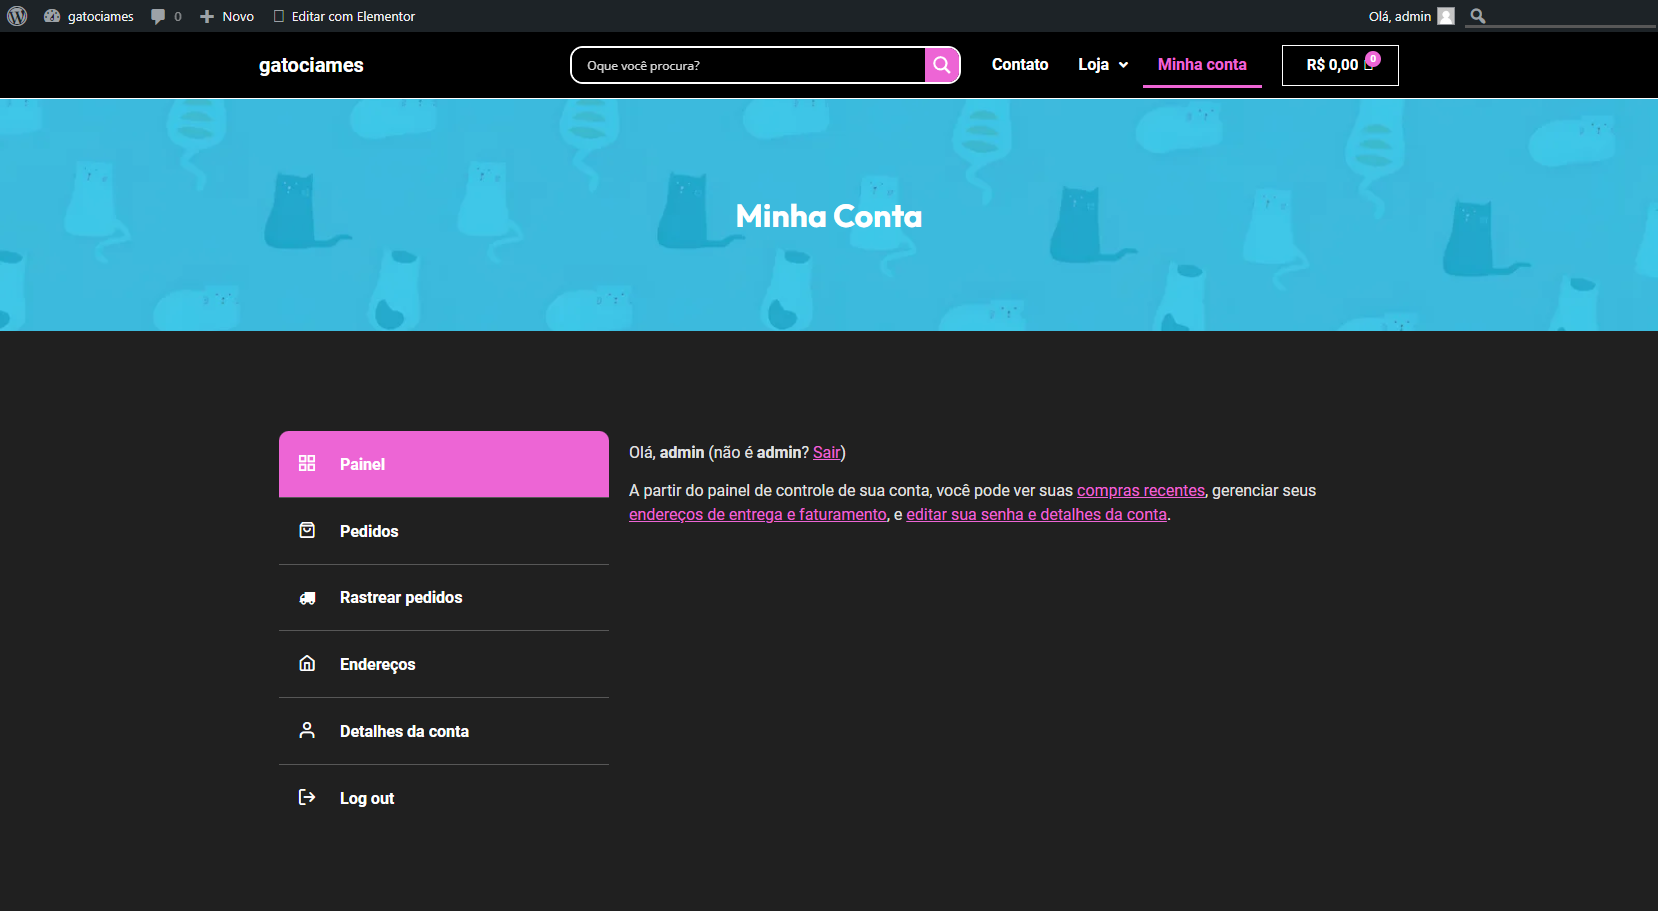 gatociames 0 Novo Editar com Elementor Olá, admin
gatociames Oque você procura? Contato Loja Minha conta R$ 0,00 0
Minha Conta
Painel
Pedidos
Rastrear pedidos
Endereços
Detalhes da conta
Log out
Olá, admin (não é admin? Sair)
A partir do painel de controle de sua conta, você pode ver suas compras recentes, gerenciar seus
endereços de entrega e faturamento, e editar sua senha e detalhes da conta.